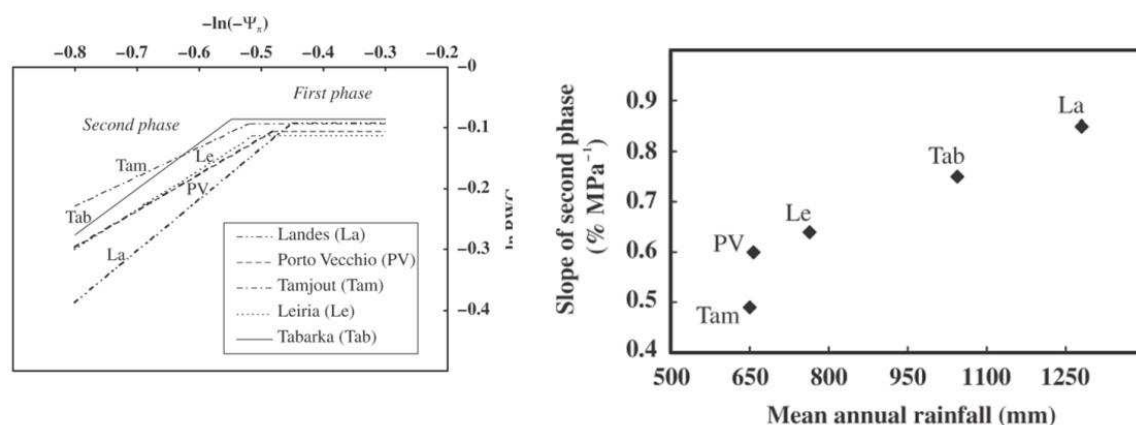 −ln(−Ψπ)
−0.8 −0.7 −0.6 −0.5 −0.4 −0.3 −0.2
−0
−0.1
−0.2
−0.3
−0.4
First phase
Second phase
Tam
Le
PV
Tab
La
Landes (La)
Porto Vecchio (PV)
Tamjout (Tam)
Leiria (Le)
Tabarka (Tab)
Slope of second phase
(% MPa⁻¹)
0.9
0.8
0.7
0.6
0.5
0.4
La
Tab
Le
PV
Tam
500 650 800 950 1100 1250
Mean annual rainfall (mm)